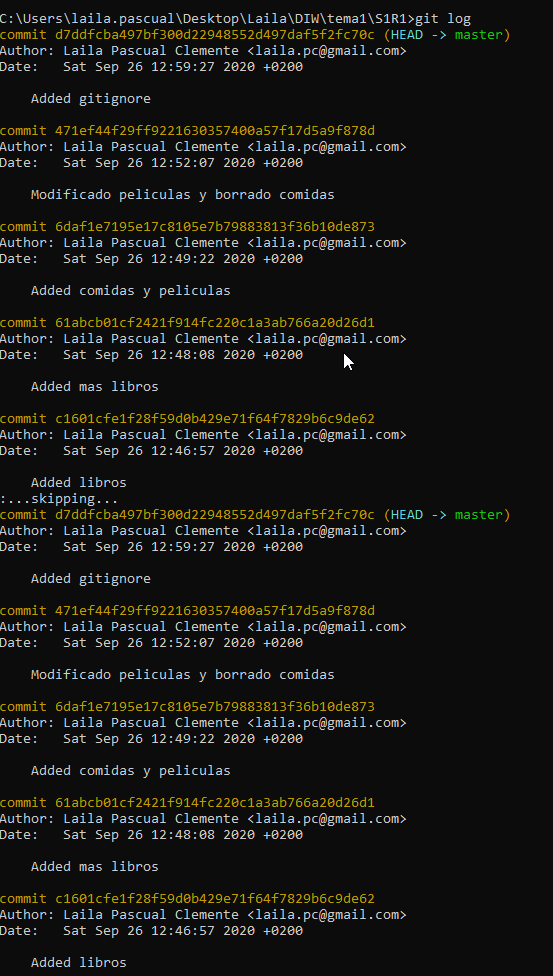 C:\Users\laila.pascual\Desktop\Laila\DIW\tema1\S1R1>git log
commit d7ddfcba497bf300d22948552d497daf5f2fc70c (HEAD -> master)
Author: Laila Pascual Clemente <laila.pc@gmail.com>
Date:   Sat Sep 26 12:59:27 2020 +0200
    Added gitignore
commit 471ef44f29ff9221630357400a57f17d5a9f878d
Author: Laila Pascual Clemente <laila.pc@gmail.com>
Date:   Sat Sep 26 12:52:07 2020 +0200
    Modificado peliculas y borrado comidas
commit 6daf1e7195e17c8105e7b79883813f36b10de873
Author: Laila Pascual Clemente <laila.pc@gmail.com>
Date:   Sat Sep 26 12:49:22 2020 +0200
    Added comidas y peliculas
commit 61abcb01cf2421f914fc220c1a3ab766a20d26d1
Author: Laila Pascual Clemente <laila.pc@gmail.com>
Date:   Sat Sep 26 12:48:08 2020 +0200
    Added mas libros
commit c1601cfe1f28f59d0b429e71f64f7829b6c9de62
Author: Laila Pascual Clemente <laila.pc@gmail.com>
Date:   Sat Sep 26 12:46:57 2020 +0200
    Added libros
:...skipping...
commit d7ddfcba497bf300d22948552d497daf5f2fc70c (HEAD -> master)
Author: Laila Pascual Clemente <laila.pc@gmail.com>
Date:   Sat Sep 26 12:59:27 2020 +0200
    Added gitignore
commit 471ef44f29ff9221630357400a57f17d5a9f878d
Author: Laila Pascual Clemente <laila.pc@gmail.com>
Date:   Sat Sep 26 12:52:07 2020 +0200
    Modificado peliculas y borrado comidas
commit 6daf1e7195e17c8105e7b79883813f36b10de873
Author: Laila Pascual Clemente <laila.pc@gmail.com>
Date:   Sat Sep 26 12:49:22 2020 +0200
    Added comidas y peliculas
commit 61abcb01cf2421f914fc220c1a3ab766a20d26d1
Author: Laila Pascual Clemente <laila.pc@gmail.com>
Date:   Sat Sep 26 12:48:08 2020 +0200
    Added mas libros
commit c1601cfe1f28f59d0b429e71f64f7829b6c9de62
Author: Laila Pascual Clemente <laila.pc@gmail.com>
Date:   Sat Sep 26 12:46:57 2020 +0200
    Added libros